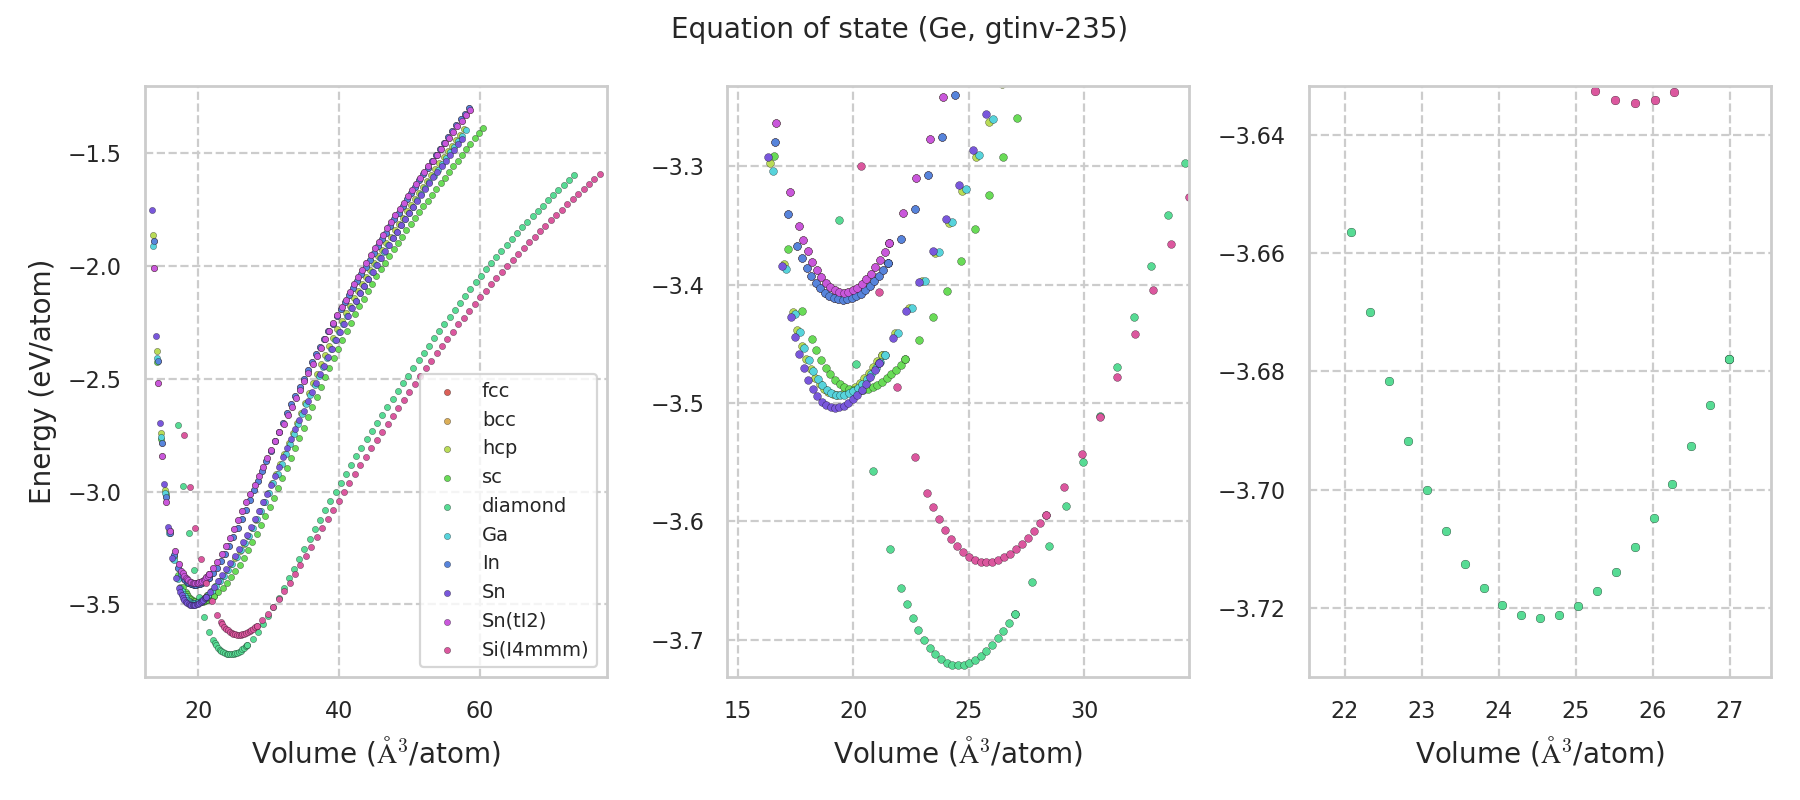 Equation of state (Ge, gtinv-235)
Energy (eV/atom)
−1.5
−2.0
−2.5
−3.0
−3.5
20 40 60
Volume (Å³/atom)
fcc
bcc
hcp
sc
diamond
Ga
In
Sn
Sn(tI2)
Si(I4mmm)
−3.3
−3.4
−3.5
−3.6
−3.7
15 20 25 30
Volume (Å³/atom)
−3.64
−3.66
−3.68
−3.70
−3.72
22 23 24 25 26 27
Volume (Å³/atom)